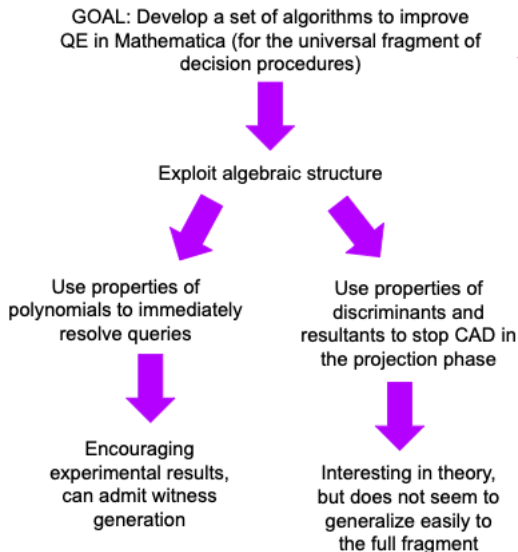 GOAL: Develop a set of algorithms to improve
QE in Mathematica (for the universal fragment of
decision procedures)
Exploit algebraic structure
Use properties of
polynomials to immediately
resolve queries
Use properties of
discriminants and
resultants to stop CAD in
the projection phase
Encouraging
experimental results,
can admit witness
generation
Interesting in theory,
but does not seem to
generalize easily to
the full fragment